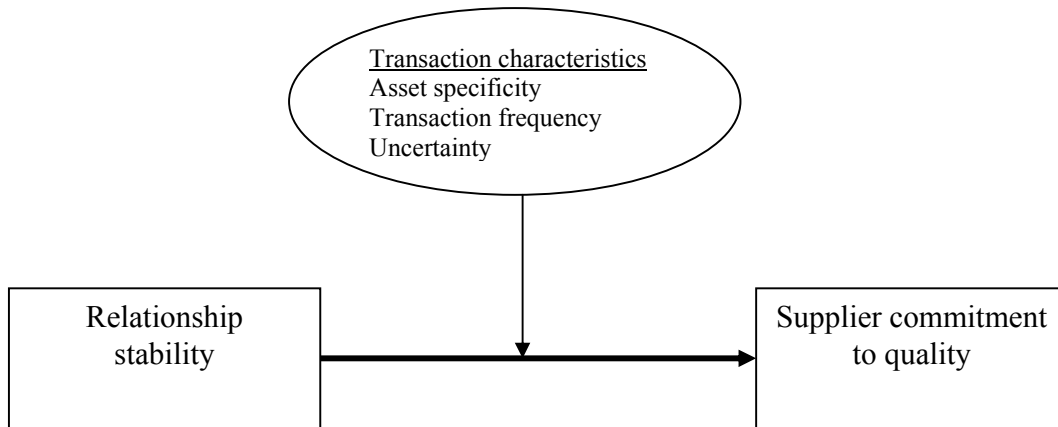 Transaction characteristics
Asset specificity
Transaction frequency
Uncertainty
Relationship
stability
Supplier commitment
to quality